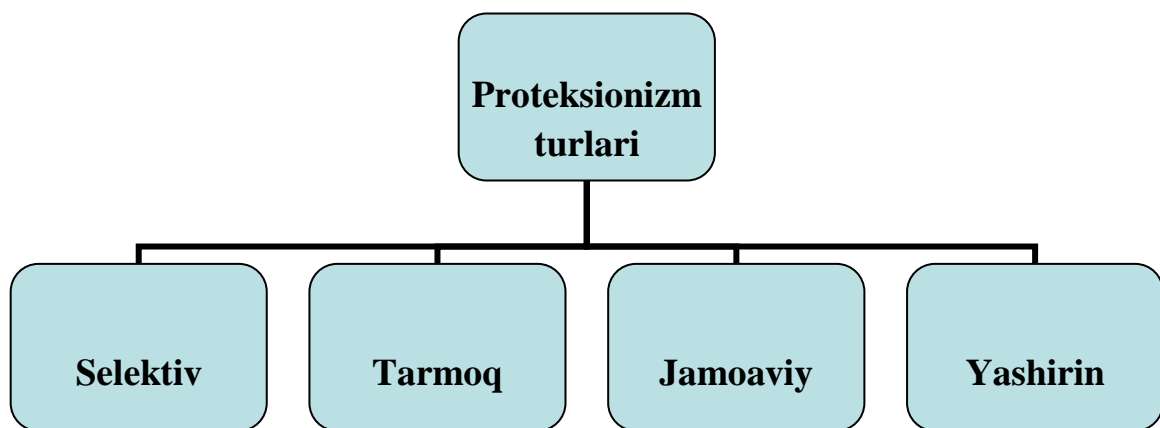 Proteksionizm
turlari
Selektiv
Tarmoq
Jamoaviy
Yashirin